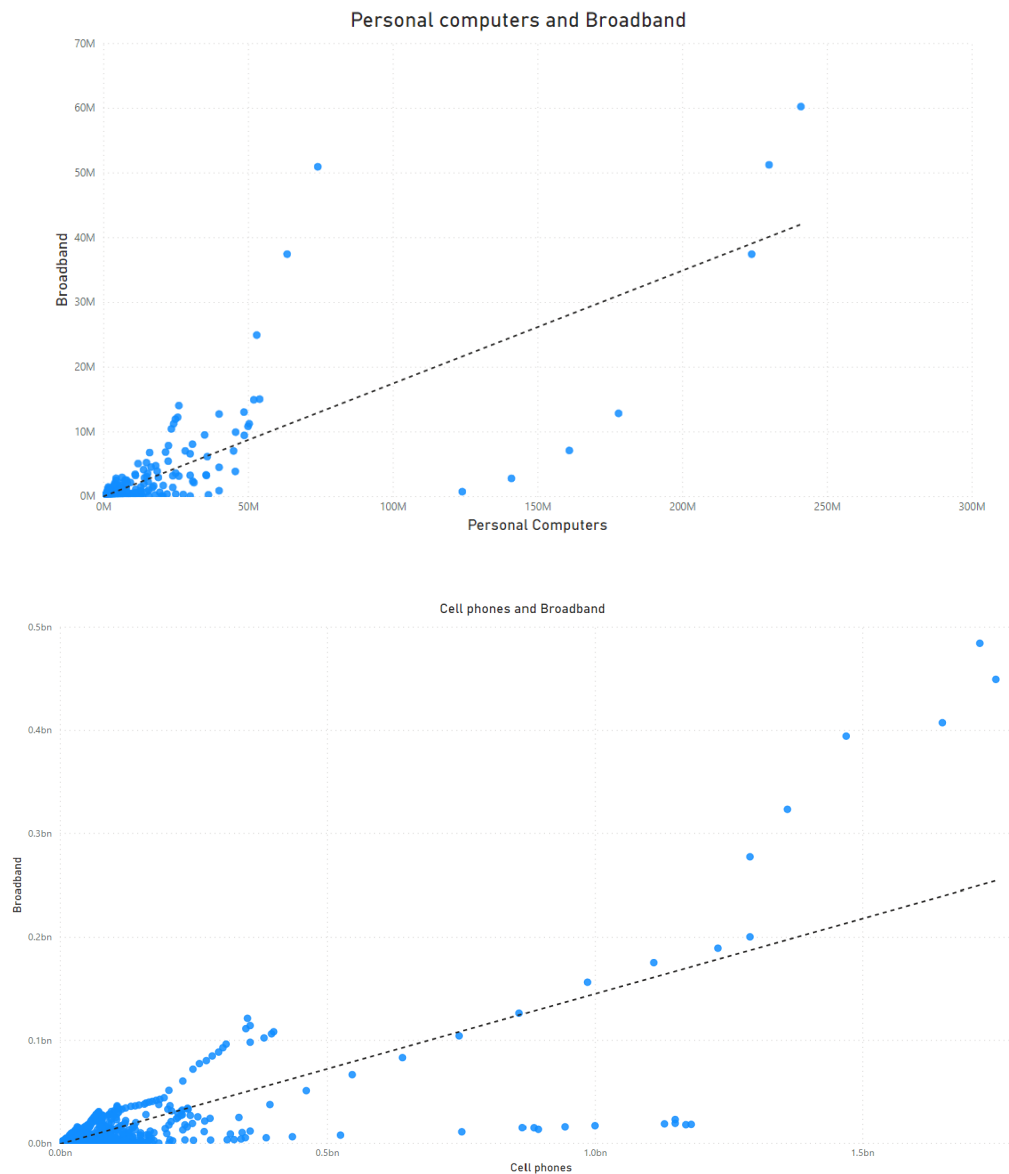 Personal computers and Broadband
70M
60M
50M
40M
30M
20M
10M
0M
Broadband
0M 50M 100M 150M 200M 250M 300M
Personal Computers
Cell phones and Broadband
0.5bn
0.4bn
0.3bn
0.2bn
0.1bn
0.0bn
Broadband
0.0bn 0.5bn 1.0bn 1.5bn
Cell phones